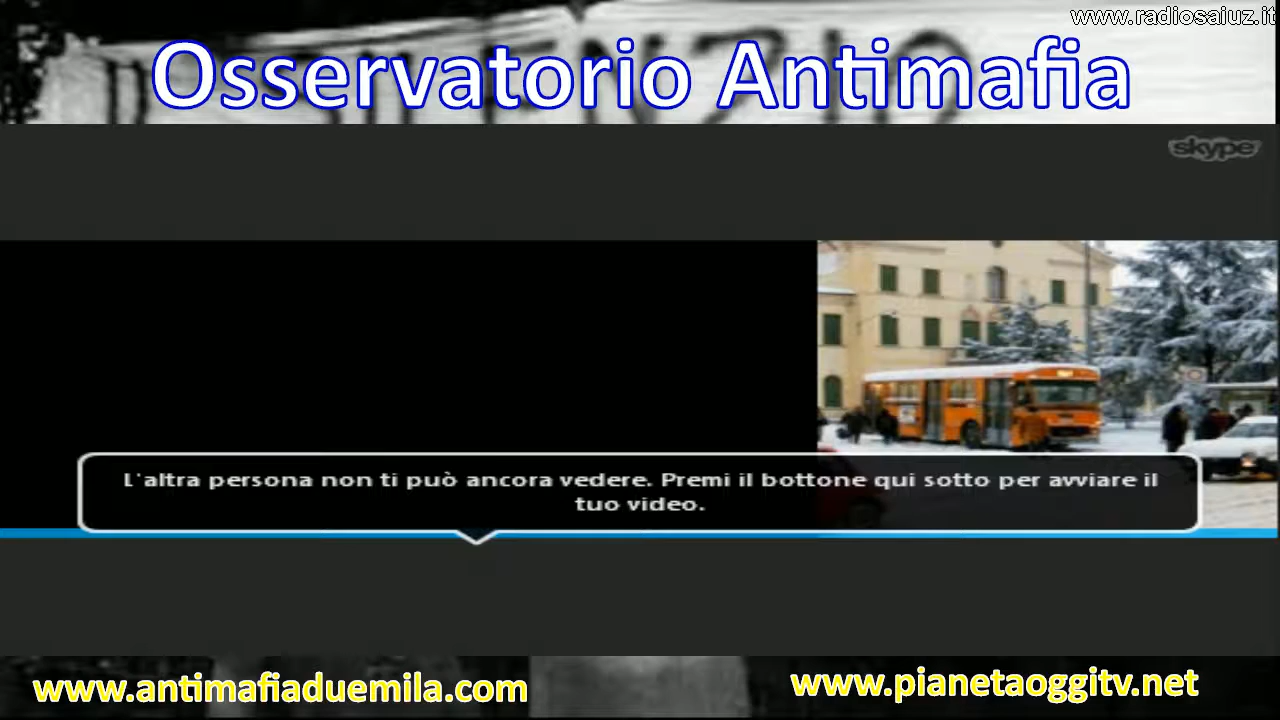 www.radiosaiuz.it
Osservatorio Antimafia
skype
L'altra persona non ti può ancora vedere. Premi il bottone qui sotto per avviare il
tuo video.
www.antimafiaduemila.com
www.pianetaoggitv.net